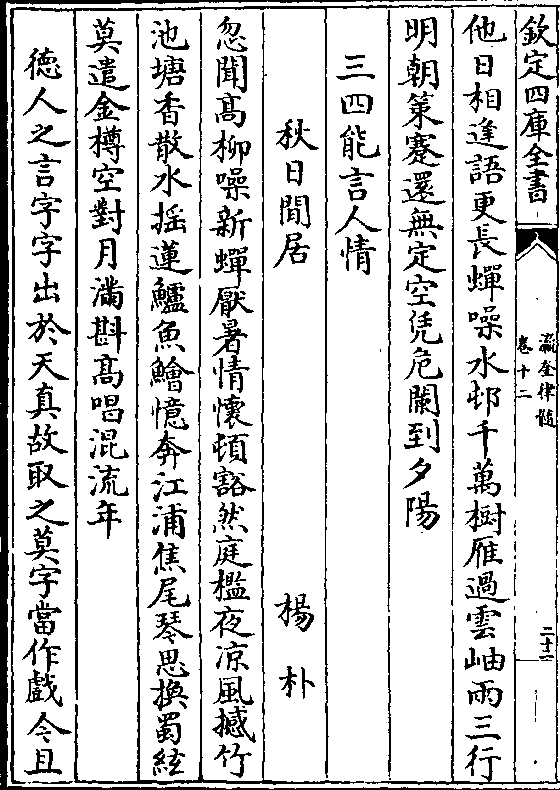 欽定四庫全書
瀛奎律髓
卷十二
二十二
他日相逢語更長蟬噪水邨千萬樹雁過雲岫兩三行
明朝策蹇還無定空凭危闌到夕陽
三四能言人情
秋日閒居　楊朴
忽聞高柳噪新蟬厭暑情懷頓豁然庭檻夜凉風撼竹
池塘香散水揺蓮鱸魚鱠憶奔江浦焦尾琴思換蜀絃
莫遣金樽空對月滿斟高唱混流年
徳人之言字字出於天真故取之莫字當作戲今且